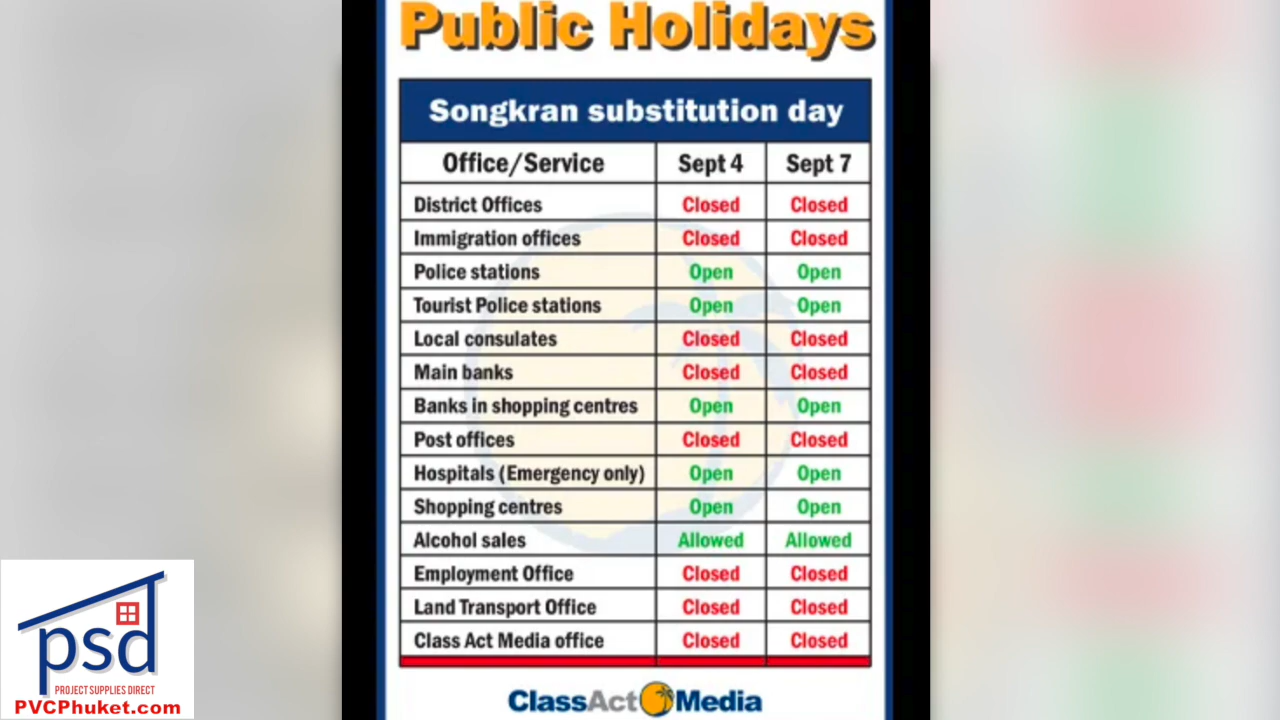 Public Holidays
Songkran substitution day
Office/Service Sept 4 Sept 7
District Offices Closed Closed
Immigration offices Closed Closed
Police stations Open Open
Tourist Police stations Open Open
Local consulates Closed Closed
Main banks Closed Closed
Banks in shopping centres Open Open
Post offices Closed Closed
Hospitals (Emergency only) Open Open
Shopping centres Open Open
Alcohol sales Allowed Allowed
Employment Office Closed Closed
Land Transport Office Closed Closed
Class Act Media office Closed Closed
ClassAct Media
psd
PROJECT SUPPLIES DIRECT
PVCPhuket.com